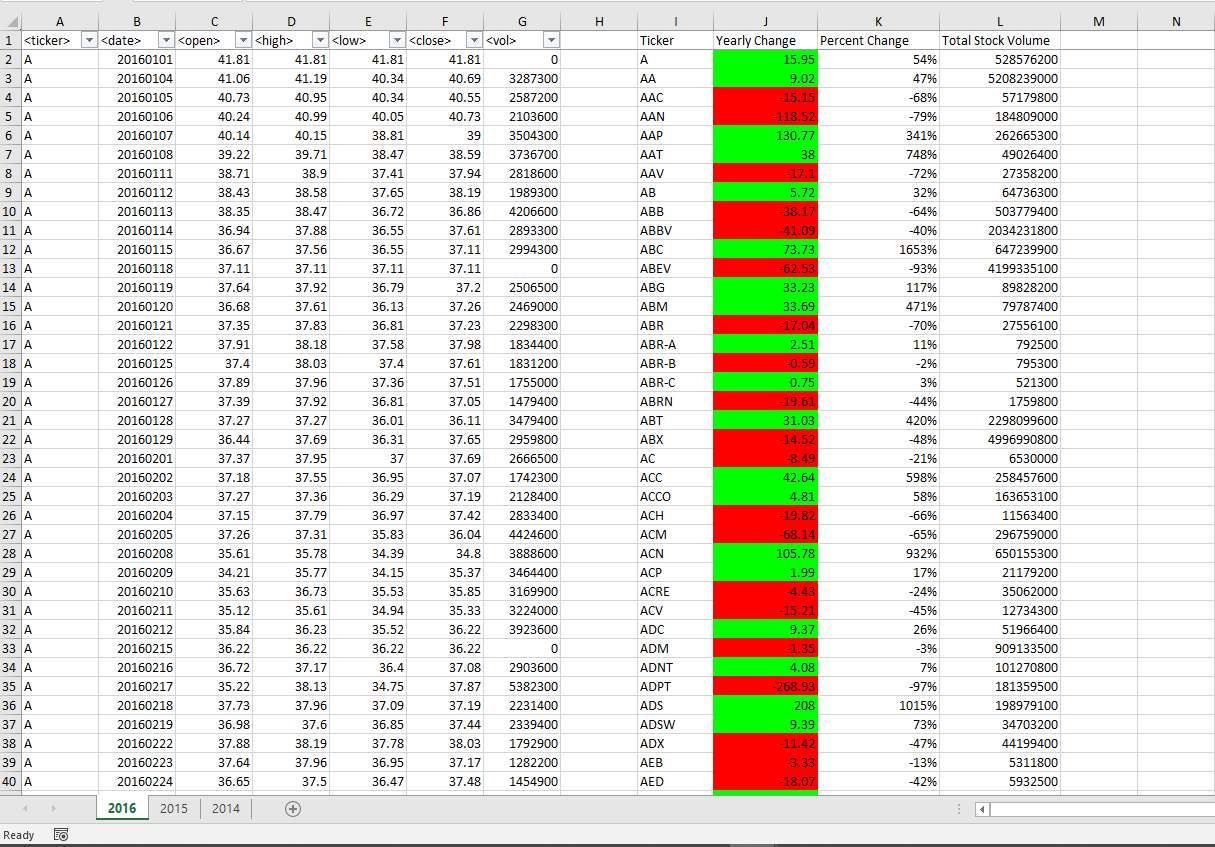 A B C D E F G H I J K L M N
1 <ticker> <date> <open> <high> <low> <close> <vol> Ticker Yearly Change Percent Change Total Stock Volume
2 A 20160101 41.81 41.81 41.81 41.81 0 A 15.95 54% 528576200
3 A 20160104 41.06 41.19 40.34 40.69 3287300 AA 9.02 47% 5208239000
4 A 20160105 40.73 40.95 40.34 40.55 2587200 AAC -15.15 -68% 57179800
5 A 20160106 40.24 40.99 40.05 40.73 2103600 AAN -118.52 -79% 184809000
6 A 20160107 40.14 40.15 38.81 39 3504300 AAP 130.77 341% 262665300
7 A 20160108 39.22 39.71 38.47 38.59 3736700 AAT 38 748% 49026400
8 A 20160111 38.71 38.9 37.41 37.94 2818600 AAV -17.1 -72% 27358200
9 A 20160112 38.43 38.58 37.65 38.19 1989300 AB 5.72 32% 64736300
10 A 20160113 38.35 38.47 36.72 36.86 4206600 ABB -38.17 -64% 503779400
11 A 20160114 36.94 37.88 36.55 37.61 2893300 ABBV -41.09 -40% 2034231800
12 A 20160115 36.67 37.56 36.55 37.11 2994300 ABC 73.73 1653% 647239900
13 A 20160118 37.11 37.11 37.11 37.11 0 ABEV -62.53 -93% 4199335100
14 A 20160119 37.64 37.92 36.79 37.2 2506500 ABG 33.23 117% 89828200
15 A 20160120 36.68 37.61 36.13 37.26 2469000 ABM 33.69 471% 79787400
16 A 20160121 37.35 37.83 36.81 37.23 2298300 ABR -17.04 -70% 27556100
17 A 20160122 37.91 38.18 37.58 37.98 1834400 ABR-A 2.51 11% 792500
18 A 20160125 37.4 38.03 37.4 37.61 1831200 ABR-B -0.59 -2% 795300
19 A 20160126 37.89 37.96 37.36 37.51 1755000 ABR-C 0.75 3% 521300
20 A 20160127 37.39 37.92 36.81 37.05 1479400 ABRN -19.61 -44% 1759800
21 A 20160128 37.27 37.27 36.01 36.11 3479400 ABT 31.03 420% 2298099600
22 A 20160129 36.44 37.69 36.31 37.65 2959800 ABX -14.52 -48% 4996990800
23 A 20160201 37.37 37.95 37 37.69 2666500 AC -8.49 -21% 6530000
24 A 20160202 37.18 37.55 36.95 37.07 1742300 ACC 42.64 598% 258457600
25 A 20160203 37.27 37.36 36.29 37.19 2128400 ACCO 4.81 58% 163653100
26 A 20160204 37.15 37.79 36.97 37.42 2833400 ACH -19.82 -66% 11563400
27 A 20160205 37.26 37.31 35.83 36.04 4424600 ACM -68.14 -65% 296759000
28 A 20160208 35.61 35.78 34.39 34.8 3888600 ACN 105.78 932% 650155300
29 A 20160209 34.21 35.77 34.15 35.37 3464400 ACP 1.99 17% 21179200
30 A 20160210 35.63 36.73 35.53 35.85 3169900 ACRE -4.43 -24% 35062000
31 A 20160211 35.12 35.61 34.94 35.33 3224000 ACV -15.21 -45% 12734300
32 A 20160212 35.84 36.23 35.52 36.22 3923600 ADC 9.37 26% 51966400
33 A 20160215 36.22 36.22 36.22 36.22 0 ADM -1.35 -3% 909133500
34 A 20160216 36.72 37.17 36.4 37.08 2903600 ADNT 4.08 7% 101270800
35 A 20160217 35.22 38.13 34.75 37.87 5382300 ADPT -268.93 -97% 181359500
36 A 20160218 37.73 37.96 37.09 37.19 2231400 ADS 208 1015% 198979100
37 A 20160219 36.98 37.6 36.85 37.44 2339400 ADSW 9.39 73% 34703200
38 A 20160222 37.88 38.19 37.78 38.03 1792900 ADX -11.42 -47% 44199400
39 A 20160223 37.64 37.96 36.95 37.17 1282200 AEB -3.33 -13% 5311800
40 A 20160224 36.65 37.5 36.47 37.48 1454900 AED -18.07 -42% 5932500
2016 2015 2014
Ready